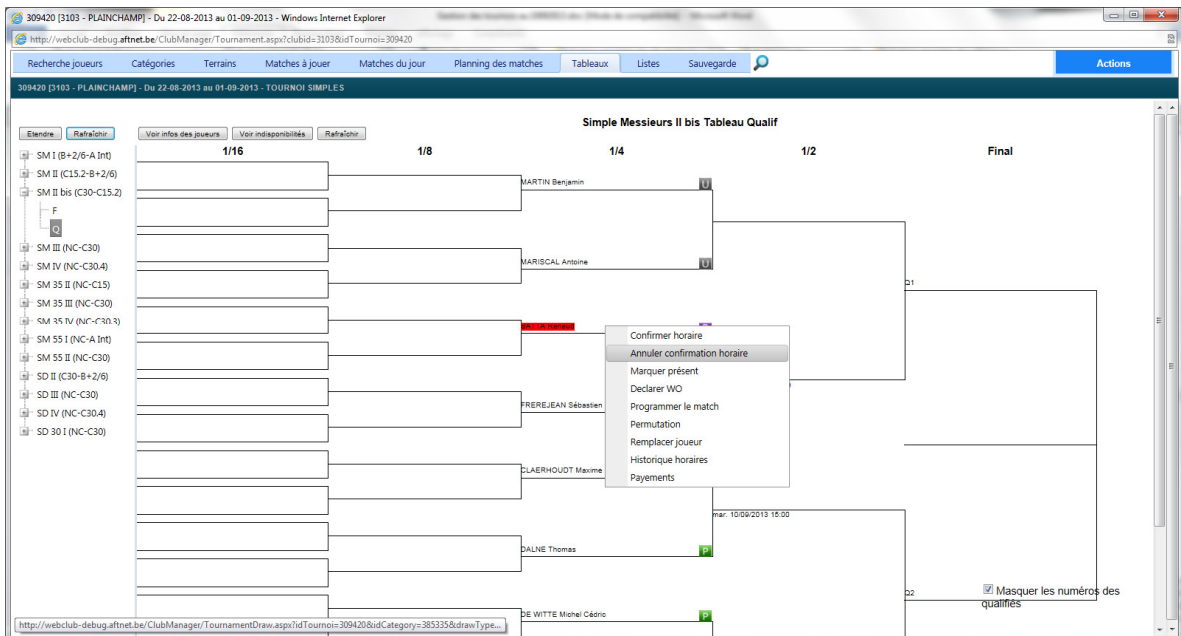 309420 [3103 - PLAINCHAMP] - Du 22-08-2013 au 01-09-2013 - Windows Internet Explorer
http://webclub-debug.aftnet.be/ClubManager/Tournament.aspx?clubid=3103&idTournoi=309420
Recherche joueurs Catégories Terrains Matches à jouer Matches du jour Planning des matches Tableaux Listes Sauvegarde Actions
309420 [3103 - PLAINCHAMP] - Du 22-08-2013 au 01-09-2013 - TOURNOI SIMPLES
Simple Messieurs II bis Tableau Qualif
Etendre Rafraîchir Voir infos des joueurs Voir indisponibilités Rafraîchir
1/16 1/8 1/4 1/2 Final
SM I (B+2/6-A Int)
SM II (C15.2-B+2/6)
SM II bis (C30-C15.2)
F
Q
SM III (NC-C30)
SM IV (NC-C30.4)
SM 35 II (NC-C15)
SM 35 III (NC-C30)
SM 35 IV (NC-C30.3)
SM 55 I (NC-A Int)
SM 55 II (NC-C30)
SD II (C30-B+2/6)
SD III (NC-C30)
SD IV (NC-C30.4)
SD 30 I (NC-C30)
MARTIN Benjamin U
MARISCAL Antoine U
Q1
Renaud
Confirmer horaire
Annuler confirmation horaire
Marquer présent
Declarer WO
Programmer le match
Permutation
Remplacer joueur
Historique horaires
Payements
FREREJEAN Sébastien
CLAERHOUDT Maxime
mar. 10/09/2013 15:00
DALNE Thomas P
Q2
Masquer les numéros des
qualifiés
DE WITTE Michel Cédric P
http://webclub-debug.aftnet.be/ClubManager/TournamentDraw.aspx?idTournoi=309420&idCategory=385335&drawType...